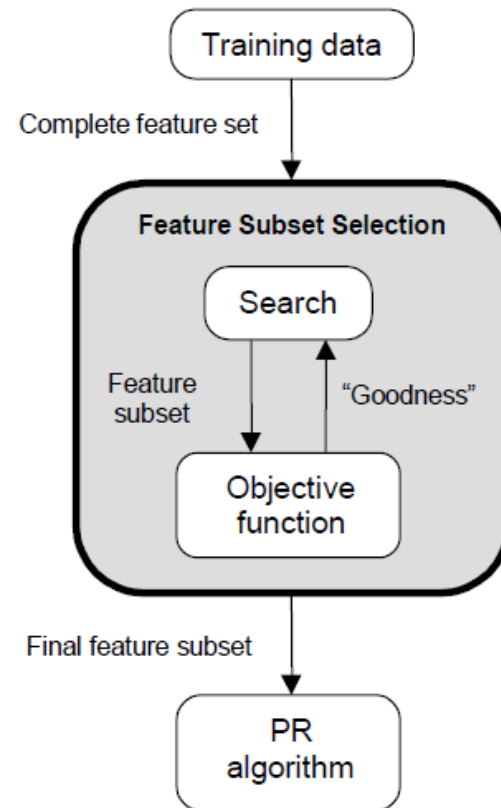 Training data
Complete feature set
Feature Subset Selection
Search
Feature
subset
“Goodness”
Objective
function
Final feature subset
PR
algorithm